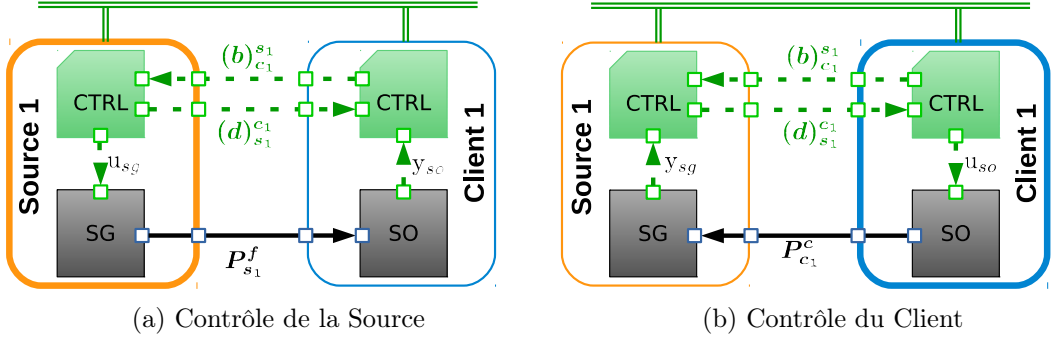 Source 1
CTRL
(b)_{c_1}^{s_1}
(d)_{s_1}^{c_1}
CTRL
Client 1
u_{sg}
y_{so}
SG
P_{s_1}^{f}
SO
(a) Contrôle de la Source
Source 1
CTRL
(b)_{c_1}^{s_1}
(d)_{s_1}^{c_1}
CTRL
Client 1
y_{sg}
u_{so}
SG
P_{c_1}^{c}
SO
(b) Contrôle du Client